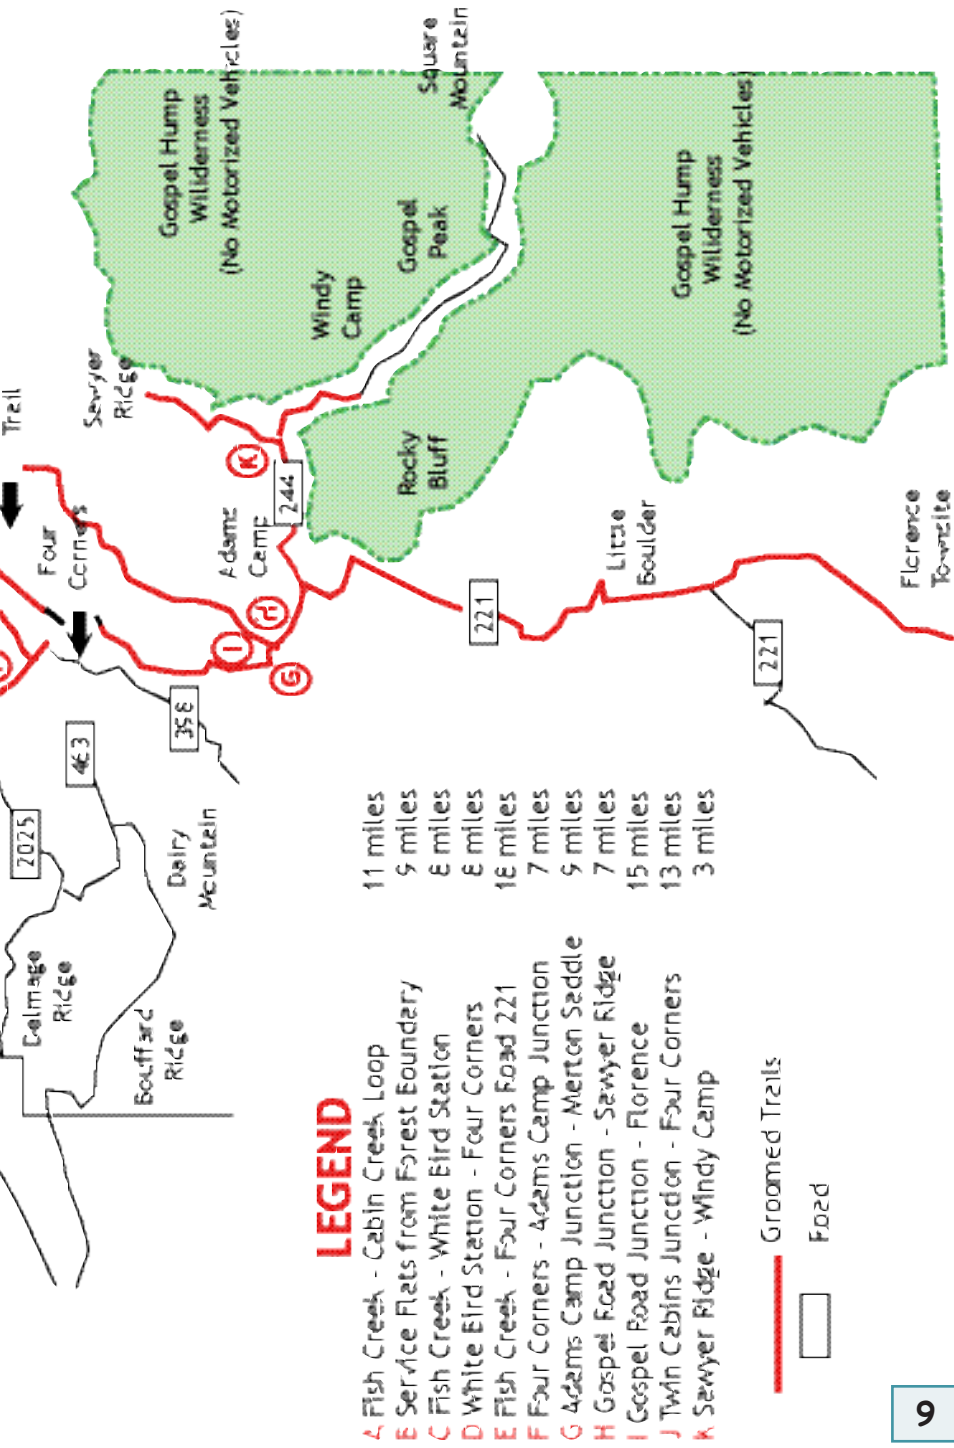 Gospel Hump
Wiliderness
(No Motorized Vehicles)
Square
Mountain
Gospel
Peak
Windy
Camp
Gospel Hump
Wiliderness
(No Motorized Vehicles)
Trail
Sawyer
Ridge
Rocky
Bluff
K
244
Four
Corners
Adams
Camp
Little
Boulder
Florence
Townsite
H
I
G
221
221
398
463
2025
Dairy
Mountain
Colmage
Ridge
Bouffard
Ridge
LEGEND
A Fish Creek - Cabin Creek Loop 11 miles
B Service Flats from Forest Boundary 9 miles
C Fish Creek - White Bird Station 8 miles
D White Bird Station - Four Corners 8 miles
E Fish Creek - Four Corners Road 221 18 miles
F Four Corners - Adams Camp Junction 7 miles
G Adams Camp Junction - Merton Saddle 9 miles
H Gospel Road Junction - Sawyer Ridge 7 miles
I Gospel Road Junction - Florence 15 miles
J Twin Cabins Junction - Four Corners 13 miles
K Sawyer Ridge - Windy Camp 3 miles
Groomed Trails
Road
9